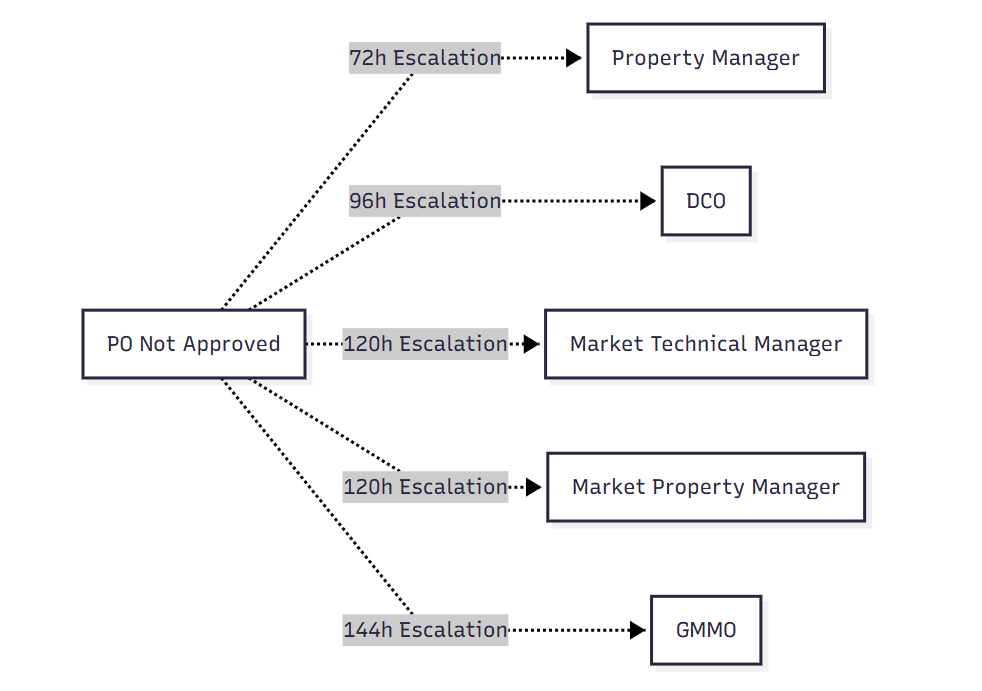 72h Escalation
Property Manager
96h Escalation
DCO
PO Not Approved
120h Escalation
Market Technical Manager
120h Escalation
Market Property Manager
144h Escalation
GMMO